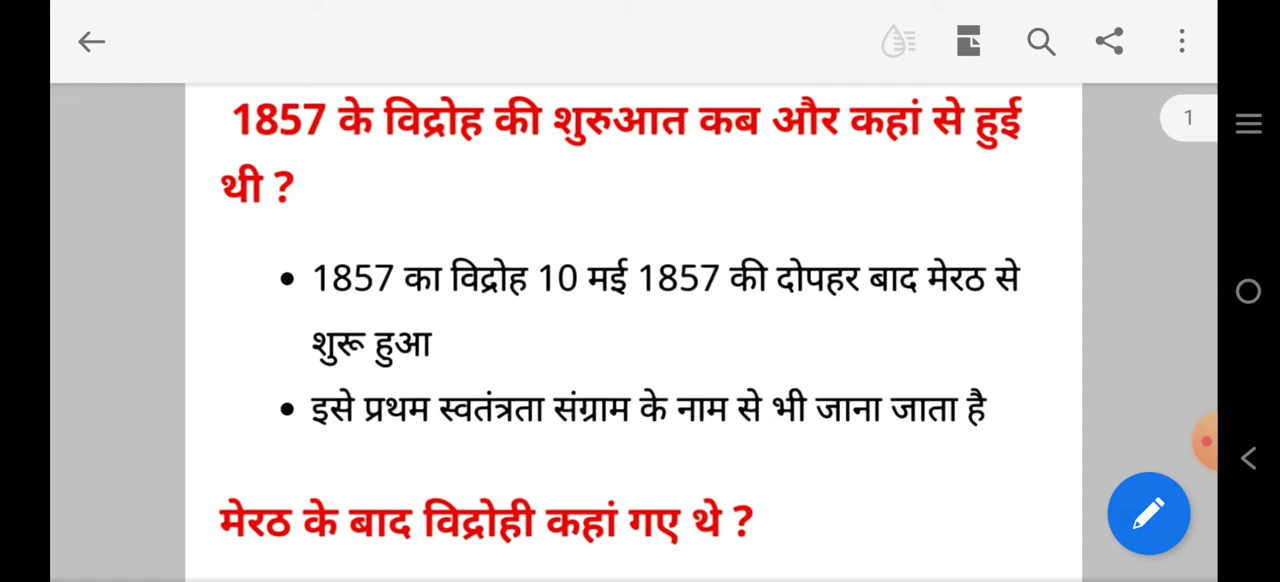 1857 के विद्रोह की शुरुआत कब और कहां से हुई
थी ?
1
• 1857 का विद्रोह 10 मई 1857 की दोपहर बाद मेरठ से
शुरू हुआ
• इसे प्रथम स्वतंत्रता संग्राम के नाम से भी जाना जाता है
मेरठ के बाद विद्रोही कहां गए थे ?